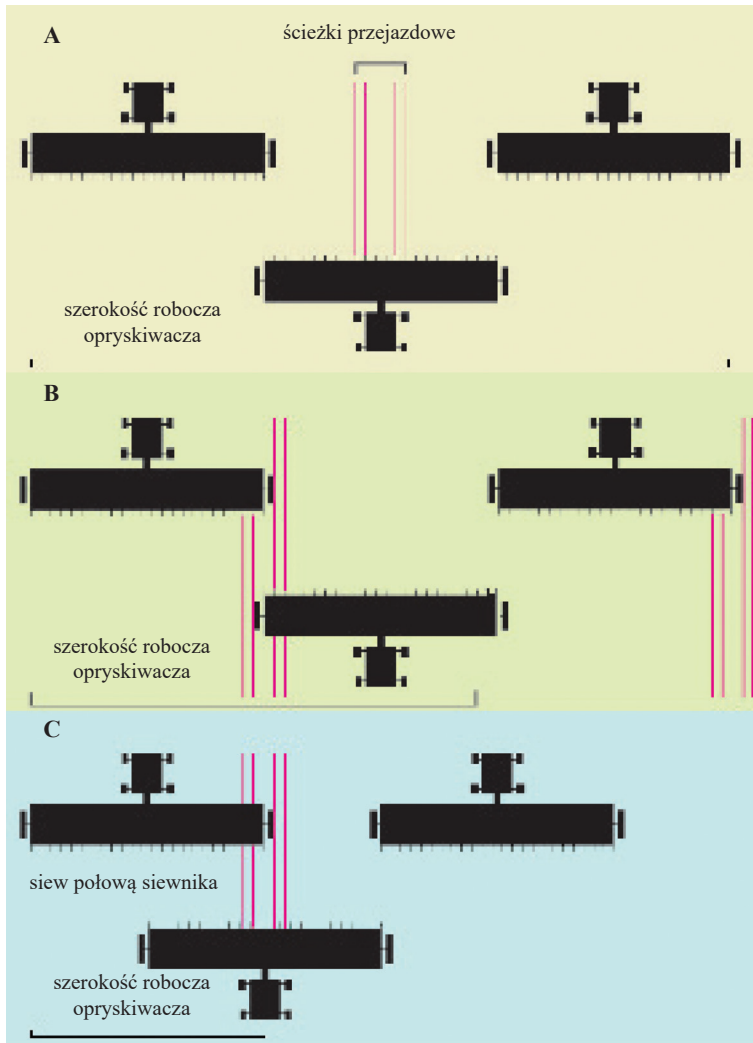 A
ścieżki przejazdowe
szerokość robocza
opryskiwacza
B
szerokość robocza
opryskiwacza
C
siew połową siewnika
szerokość robocza
opryskiwacza